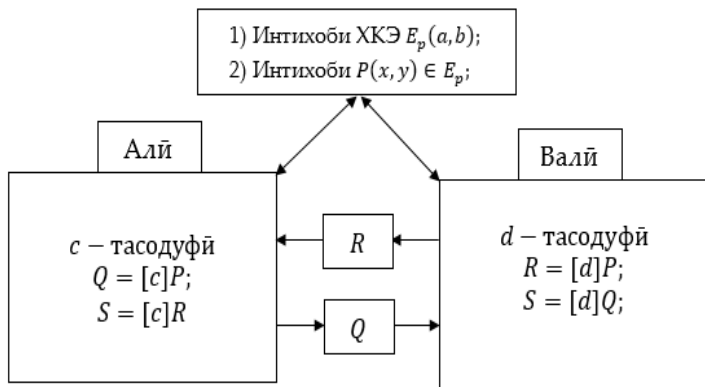 1) Интихоби ХКЭ E_p(a,b);
2) Интихоби P(x,y) ∈ E_p;
Алӣ
c – тасодуфӣ
Q = [c]P;
S = [c]R
R
Q
Валӣ
d – тасодуфӣ
R = [d]P;
S = [d]Q;